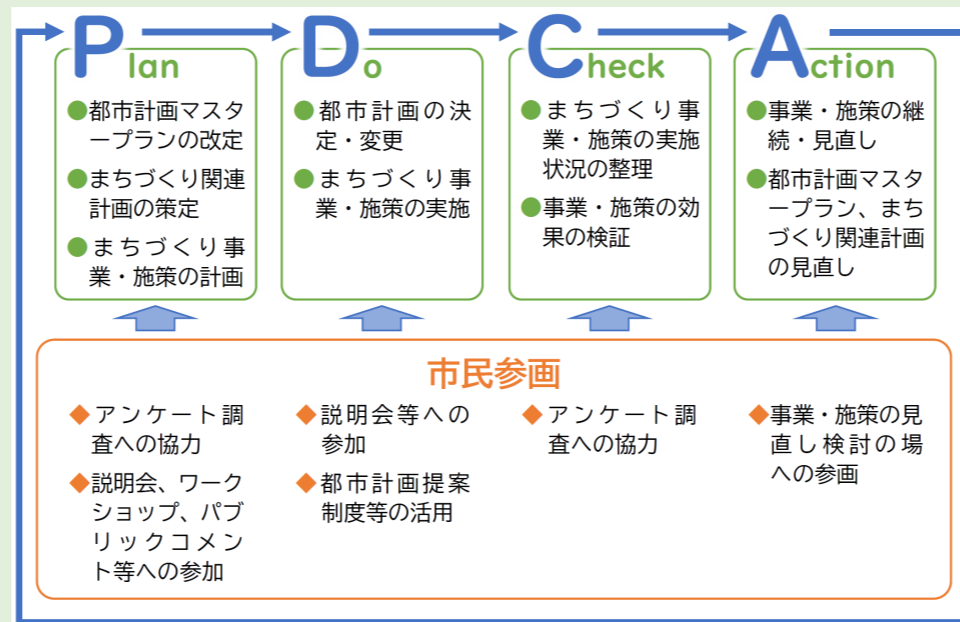 Plan
●都市計画マスタ
ープランの改定
●まちづくり関連
計画の策定
●まちづくり事
業・施策の計画
Do
●都市計画の決
定・変更
●まちづくり事
業・施策の実施
Check
●まちづくり事
業・施策の実施
状況の整理
●事業・施策の効
果の検証
Action
●事業・施策の継
続・見直し
●都市計画マスタ
ープラン、まち
づくり関連計画
の見直し
市民参画
◆アンケート調
査への協力
◆説明会、ワーク
ショップ、パブ
リックコメン
ト等への参加
◆説明会等への
参加
◆都市計画提案
制度等の活用
◆アンケート調
査への協力
◆事業・施策の見
直し検討の場
への参画